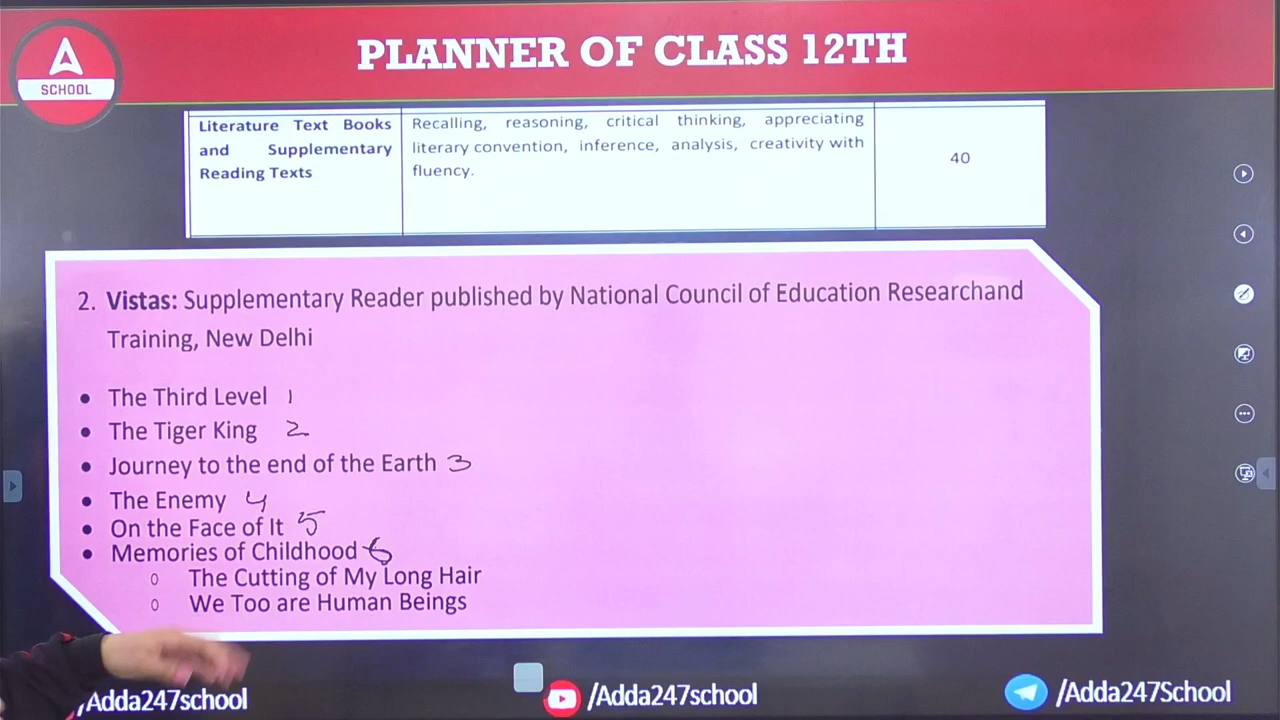 SCHOOL
PLANNER OF CLASS 12TH
Literature Text Books and Supplementary Reading Texts
Recalling, reasoning, critical thinking, appreciating
literary convention, inference, analysis, creativity with
fluency.
40
2. Vistas: Supplementary Reader published by National Council of Education Researchand
Training, New Delhi
• The Third Level 1
• The Tiger King 2
• Journey to the end of the Earth 3
• The Enemy 4
• On the Face of It 5
• Memories of Childhood 6
o The Cutting of My Long Hair
o We Too are Human Beings
/Adda247school
/Adda247school
/Adda247School